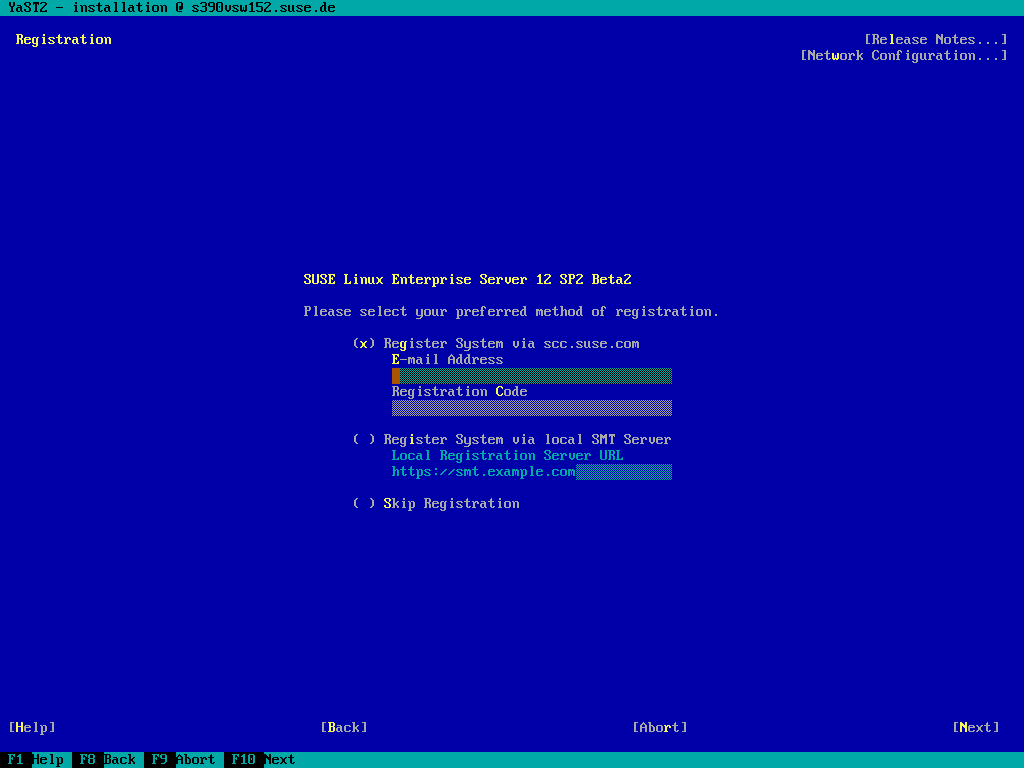 YaST2 - installation @ s390vsw152.suse.de
Registration [Release Notes...]
[Network Configuration...]
SUSE Linux Enterprise Server 12 SP2 Beta2
Please select your preferred method of registration.
(x) Register System via scc.suse.com
E-mail Address
Registration Code
( ) Register System via local SMT Server
Local Registration Server URL
https://smt.example.com
( ) Skip Registration
[Help] [Back] [Abort] [Next]
F1 Help F8 Back F9 Abort F10 Next